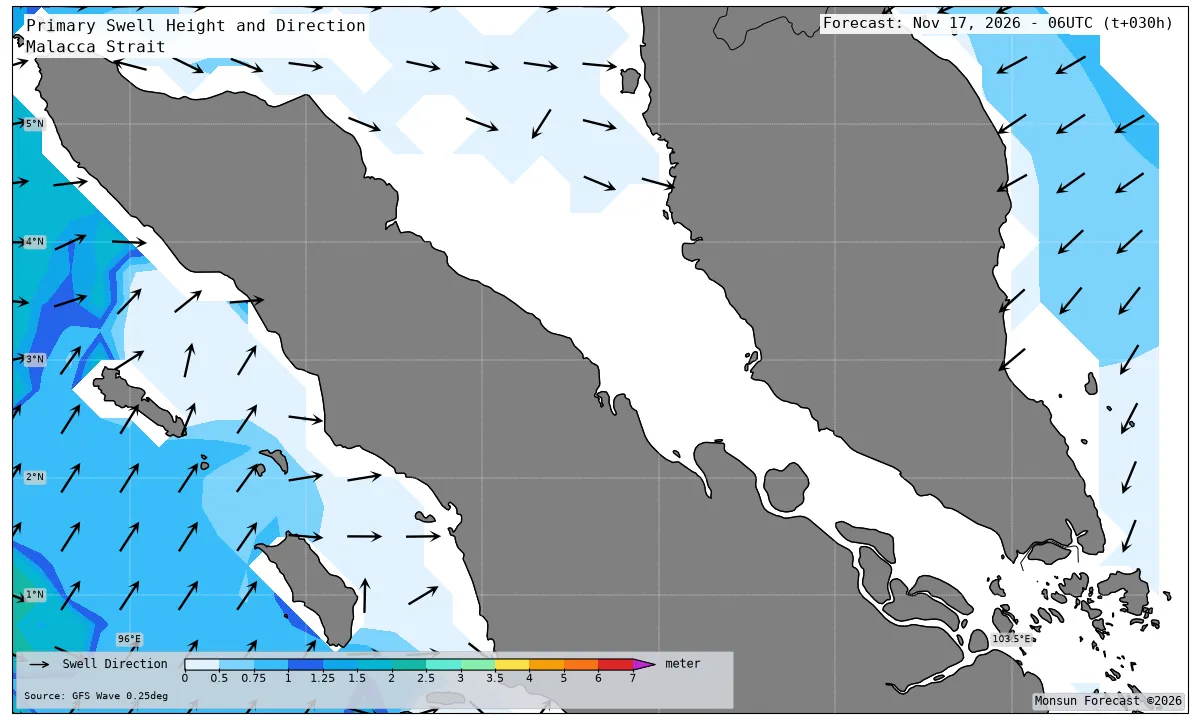 Primary Swell Height and Direction
Malacca Strait
Forecast: Nov 17, 2026 - 06UTC (t+030h)
5°N
4°N
3°N
2°N
1°N
96°E
103.5°E
Swell Direction
meter
0 0.5 0.75 1 1.25 1.5 2 2.5 3 3.5 4 5 6 7
Source: GFS Wave 0.25deg
Monsun Forecast ©2026